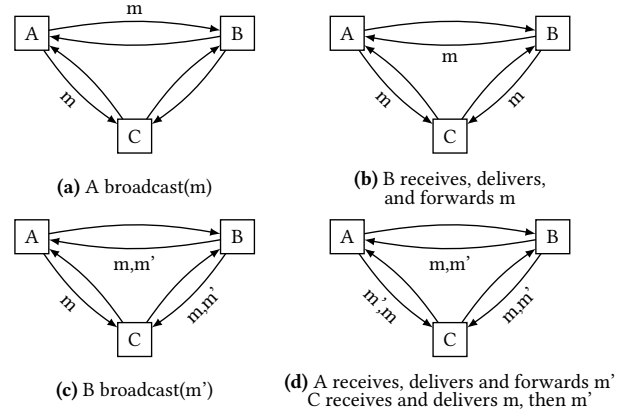 m
A B
m
C
(a) A broadcast(m)
A B
m
m m
C
(b) B receives, delivers,
and forwards m
A B
m,m’
m m,m’
C
(c) B broadcast(m’)
A B
m,m’
m’,m m,m’
C
(d) A receives, delivers and forwards m’
C receives and delivers m, then m’